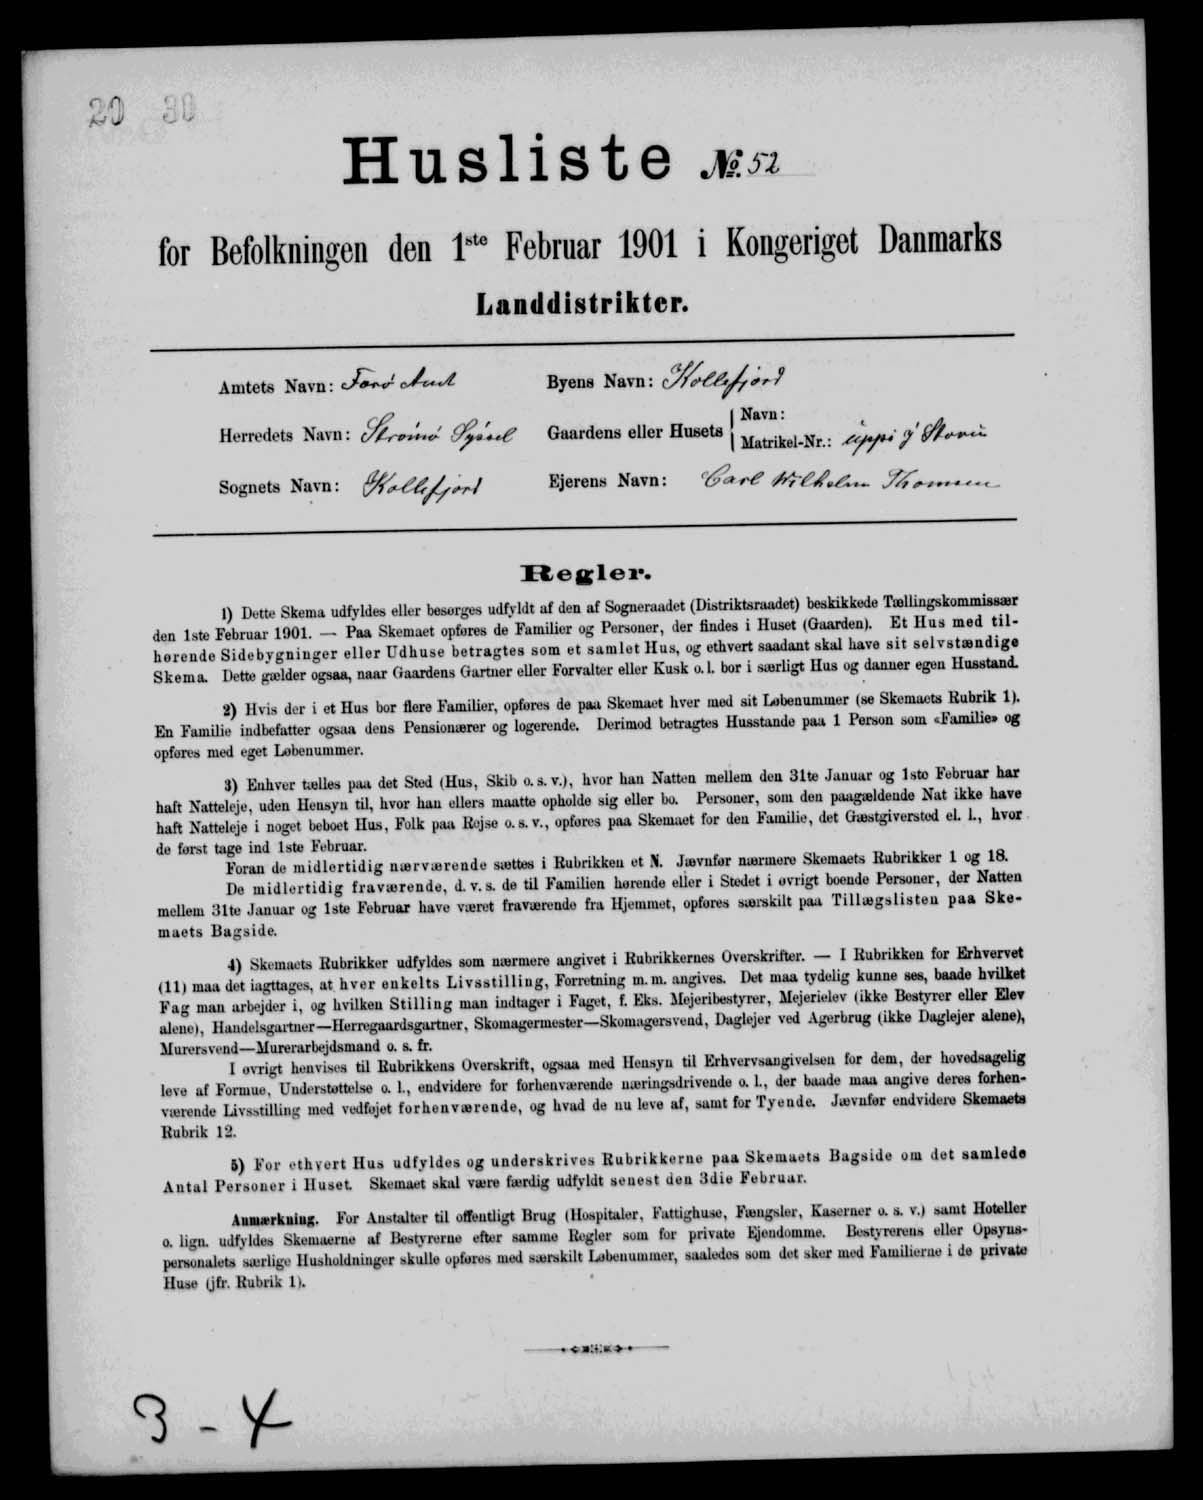 20 30
Husliste №. 52
for Befolkningen den 1ste Februar 1901 i Kongeriget Danmarks
Landdistrikter.
Amtets Navn: Færø Amt
Byens Navn: Kollefjord
Herredets Navn: Strømø Syssel
Gaardens eller Husets
Navn:
Matrikel-Nr.: uppi y Stovu
Sognets Navn: Kollefjord
Ejerens Navn: Carl Wilhelm Thomsen
Regler.
1) Dette Skema udfyldes eller besørges udfyldt af den af Sogneraadet (Distriktsraadet) beskikkede Tællingskommissær
den 1ste Februar 1901. — Paa Skemaet opføres de Familier og Personer, der findes i Huset (Gaarden). Et Hus med til-
hørende Sidebygninger eller Udhuse betragtes som et samlet Hus, og ethvert saadant skal have sit selvstændige
Skema. Dette gælder ogsaa, naar Gaardens Gartner eller Forvalter eller Kusk o. l. bor i særligt Hus og danner egen Husstand.
2) Hvis der i et Hus bor flere Familier, opføres de paa Skemaet hver med sit Løbenummer (se Skemaets Rubrik 1).
En Familie indbefatter ogsaa dens Pensionærer og logerende. Derimod betragtes Husstande paa 1 Person som «Familie» og
opføres med eget Løbenummer.
3) Enhver tælles paa det Sted (Hus, Skib o. s. v.), hvor han Natten mellem den 31te Januar og 1ste Februar har
haft Natteleje, uden Hensyn til, hvor han ellers maatte opholde sig eller bo. Personer, som den paagældende Nat ikke have
haft Natteleje i noget beboet Hus, Folk paa Rejse o. s. v., opføres paa Skemaet for den Familie, det Gæstgiversted el. l., hvor
de først tage ind 1ste Februar.
Foran de midlertidig nærværende sættes i Rubrikken et N. Jævnfør nærmere Skemaets Rubrikker 1 og 18.
De midlertidig fraværende, d. v. s. de til Familien hørende eller i Stedet i øvrigt boende Personer, der Natten
mellem 31te Januar og 1ste Februar have været fraværende fra Hjemmet, opføres særskilt paa Tillægslisten paa Ske-
maets Bagside.
4) Skemaets Rubrikker udfyldes som nærmere angivet i Rubrikkernes Overskrifter. — I Rubrikken for Erhvervet
(11) maa det iagttages, at hver enkelts Livsstilling, Forretning m. m. angives. Det maa tydelig kunne ses, baade hvilket
Fag man arbejder i, og hvilken Stilling man indtager i Faget, f. Eks. Mejeribestyrer, Mejerielev (ikke Bestyrer eller Elev
alene), Handelsgartner—Herregaardsgartner, Skomagermester—Skomagersvend, Daglejer ved Agerbrug (ikke Daglejer alene),
Murersvend—Murerarbejdsmand o. s. fr.
I øvrigt henvises til Rubrikkens Overskrift, ogsaa med Hensyn til Erhvervsangivelsen for dem, der hovedsagelig
leve af Formue, Understøttelse o. l., endvidere for forhenværende næringsdrivende o. l., der baade maa angive deres forhen-
værende Livsstilling med vedføjet forhenværende, og hvad de nu leve af, samt for Tyende. Jævnfør endvidere Skemaets
Rubrik 12.
5) For ethvert Hus udfyldes og underskrives Rubrikkerne paa Skemaets Bagside om det samlede
Antal Personer i Huset. Skemaet skal være færdig udfyldt senest den 3die Februar.
Anmærkning. For Anstalter til offentligt Brug (Hospitaler, Fattighuse, Fængsler, Kaserner o. s. v.) samt Hoteller
o. lign. udfyldes Skemaerne af Bestyrerne efter samme Regler som for private Ejendomme. Bestyrerens eller Opsyns-
personalets særlige Husholdninger skulle opføres med særskilt Løbenummer, saaledes som det sker med Familierne i de private
Huse (jfr. Rubrik 1).
3 - 4